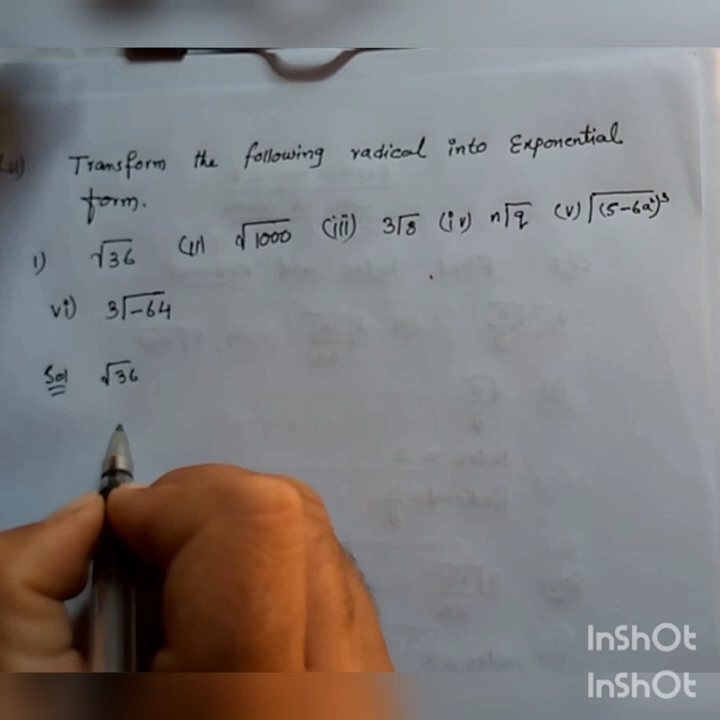 Transform the following radical into Exponential
form.
i) √36 (ii) √1000 (iii) 3√8 (iv) n√q (v) √(5-6a²)³
vi) 3√-64
Sol √36
InShOt
InShOt